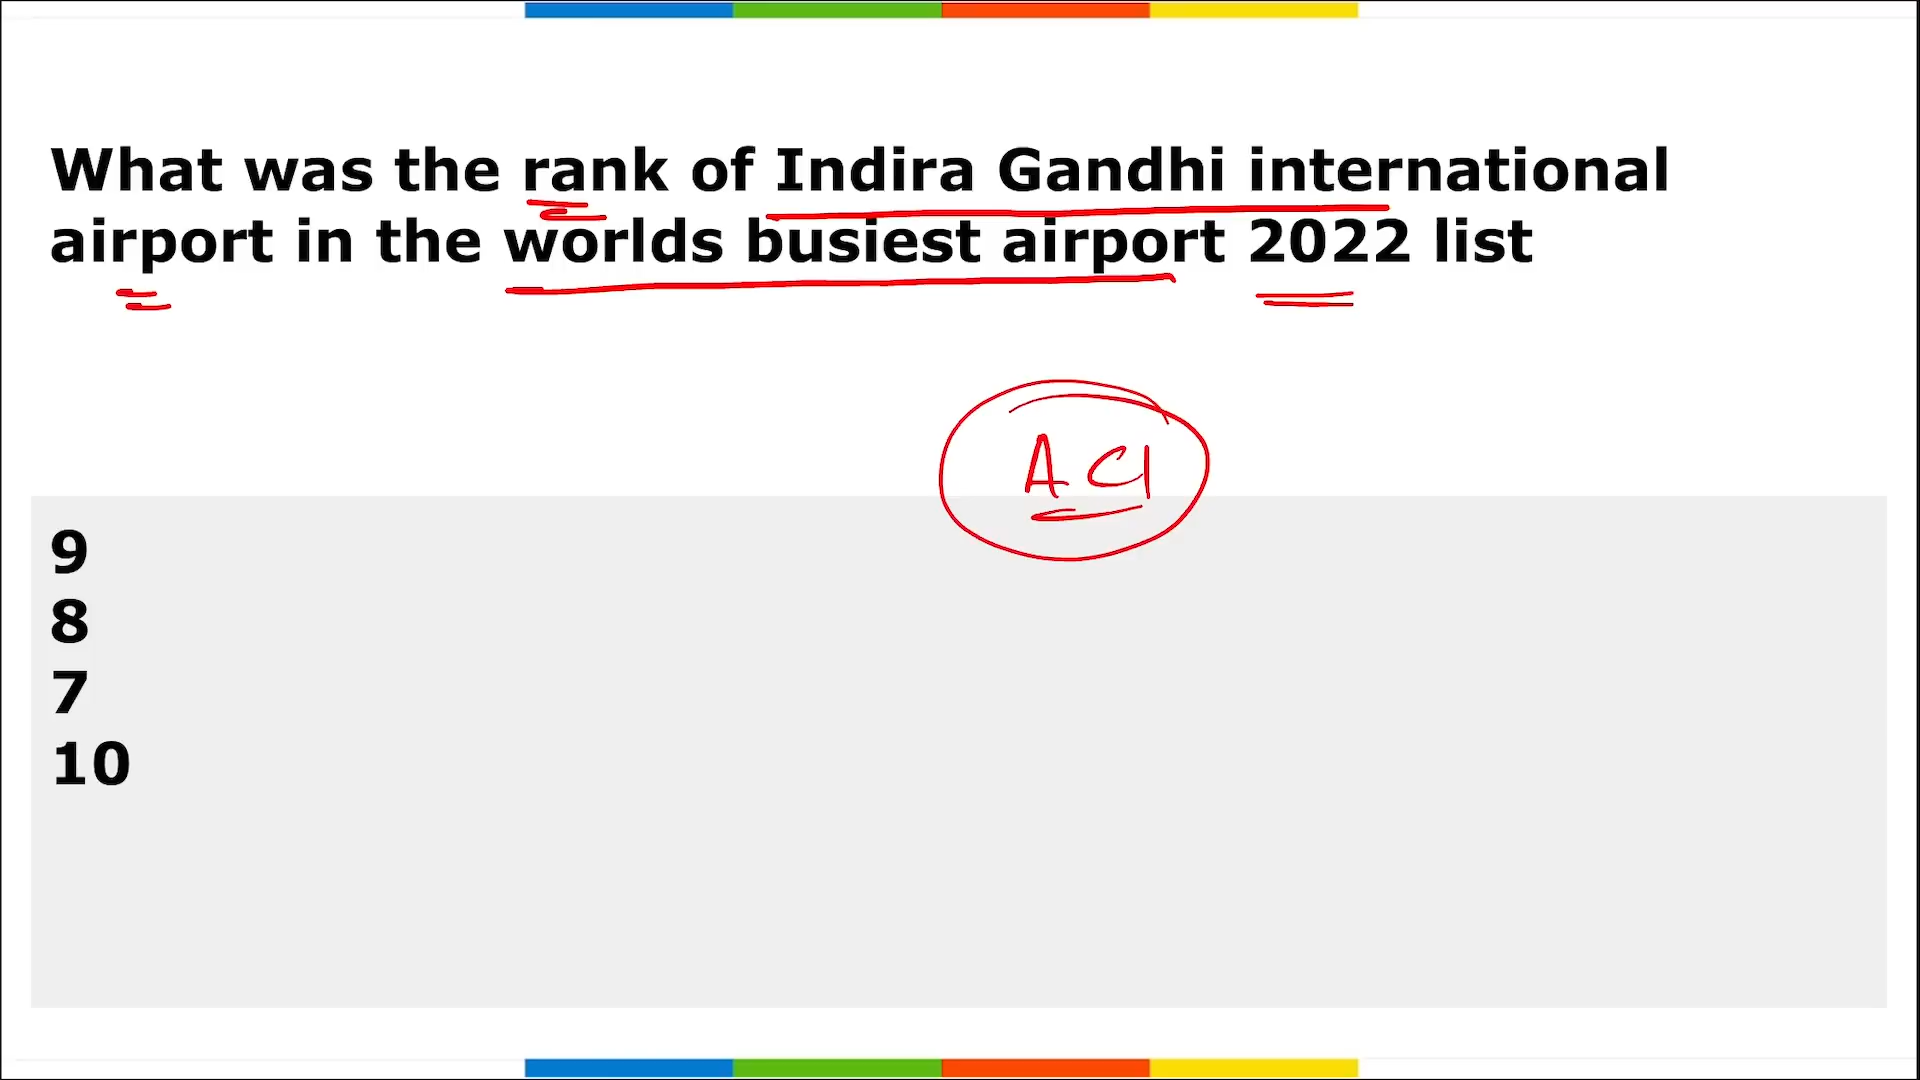 What was the rank of Indira Gandhi international
airport in the worlds busiest airport 2022 list
ACI
9
8
7
10